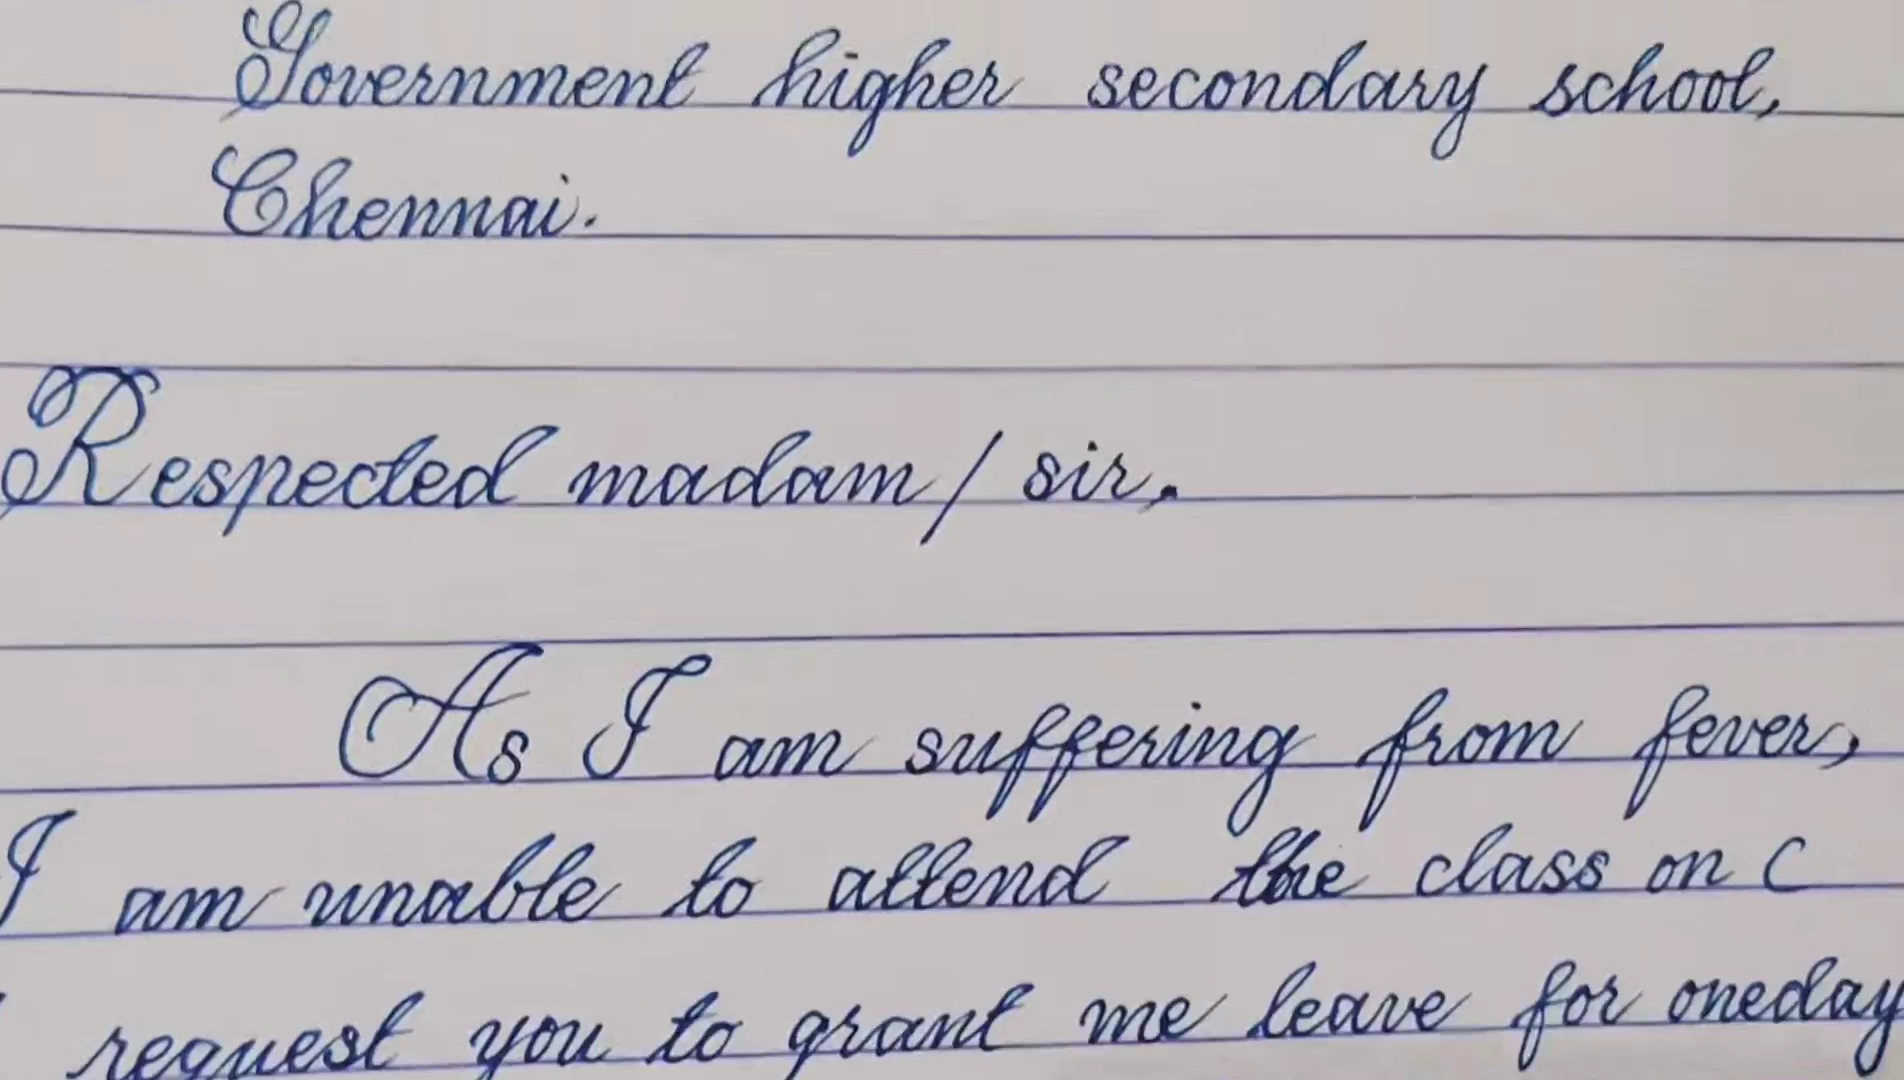 Government higher secondary school,
Chennai.
Respected madam / sir,
As I am suffering from fever,
I am unable to attend the class on
request you to grant me leave for oneday